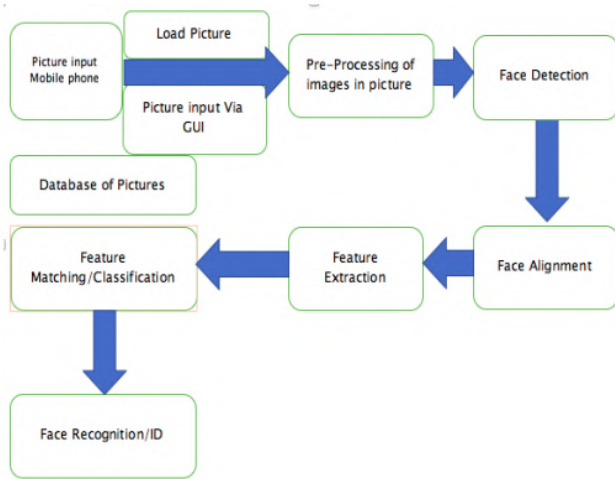 Picture input
Mobile phone
Load Picture
Picture input Via
GUI
Pre-Processing of
images in picture
Face Detection
Database of Pictures
Feature
Matching/Classification
Feature
Extraction
Face Alignment
Face Recognition/ID